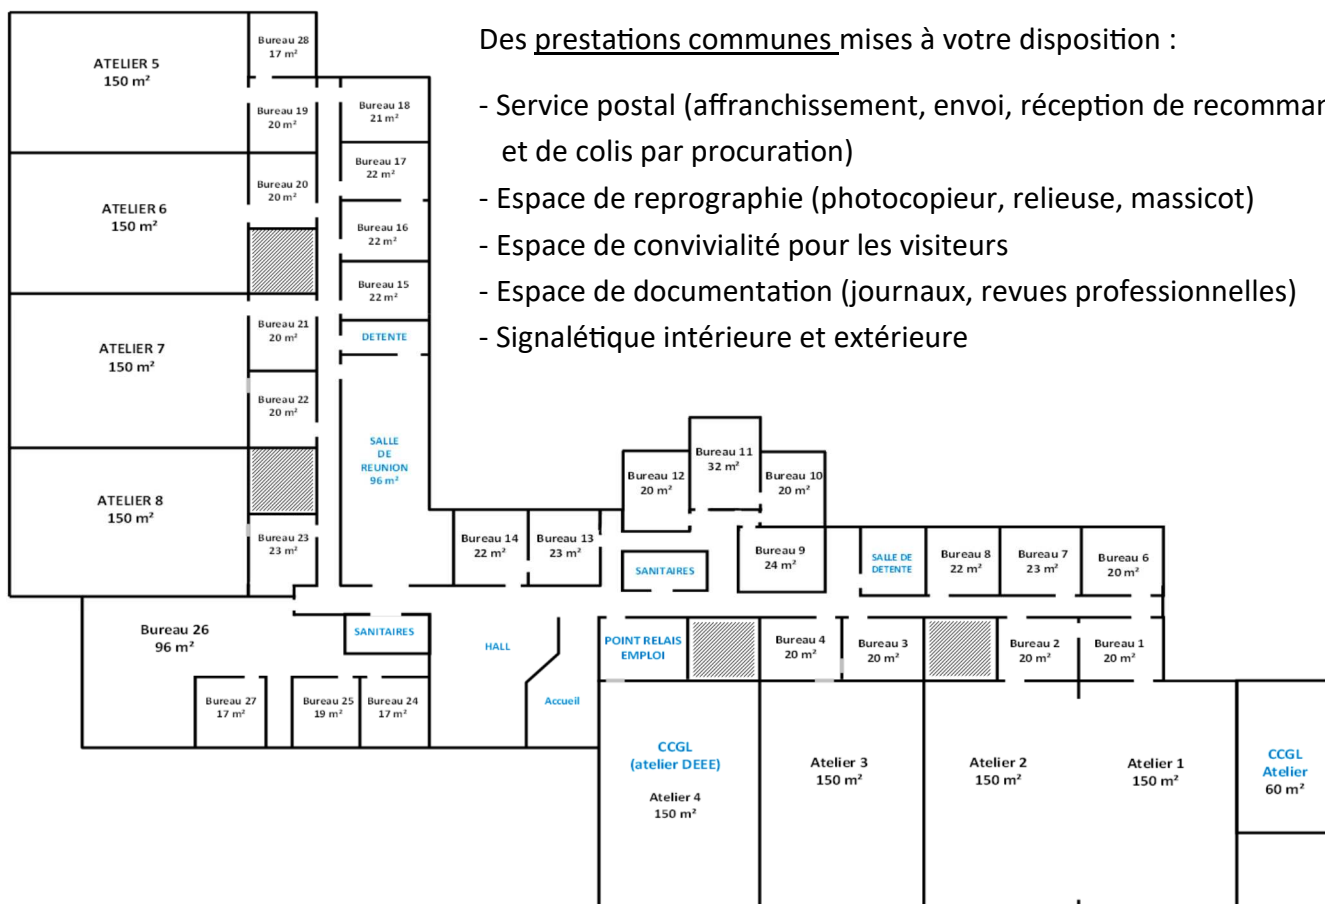 Des prestations communes mises à votre disposition :
- Service postal (affranchissement, envoi, réception de
et de colis par procuration)
- Espace de reprographie (photocopieur, relieuse, massicot)
- Espace de convivialité pour les visiteurs
- Espace de documentation (journaux, revues professionnelles)
- Signalétique intérieure et extérieure
ATELIER 5
150 m²
Bureau 28
17 m²
Bureau 19
20 m²
Bureau 18
21 m²
Bureau 17
22 m²
ATELIER 6
150 m²
Bureau 20
20 m²
Bureau 16
22 m²
Bureau 15
22 m²
ATELIER 7
150 m²
Bureau 21
20 m²
DETENTE
Bureau 22
20 m²
SALLE
DE
REUNION
96 m²
ATELIER 8
150 m²
Bureau 23
23 m²
Bureau 14
22 m²
Bureau 13
23 m²
Bureau 12
20 m²
Bureau 11
32 m²
Bureau 10
20 m²
SANITAIRES
Bureau 9
24 m²
SALLE DE
DETENTE
Bureau 8
22 m²
Bureau 7
23 m²
Bureau 6
20 m²
Bureau 26
96 m²
SANITAIRES
HALL
POINT RELAIS
EMPLOI
Bureau 4
20 m²
Bureau 3
20 m²
Bureau 2
20 m²
Bureau 1
20 m²
Bureau 27
17 m²
Bureau 25
19 m²
Bureau 24
17 m²
Accueil
CCGL
(atelier DEEE)
Atelier 4
150 m²
Atelier 3
150 m²
Atelier 2
150 m²
Atelier 1
150 m²
CCGL
Atelier
60 m²